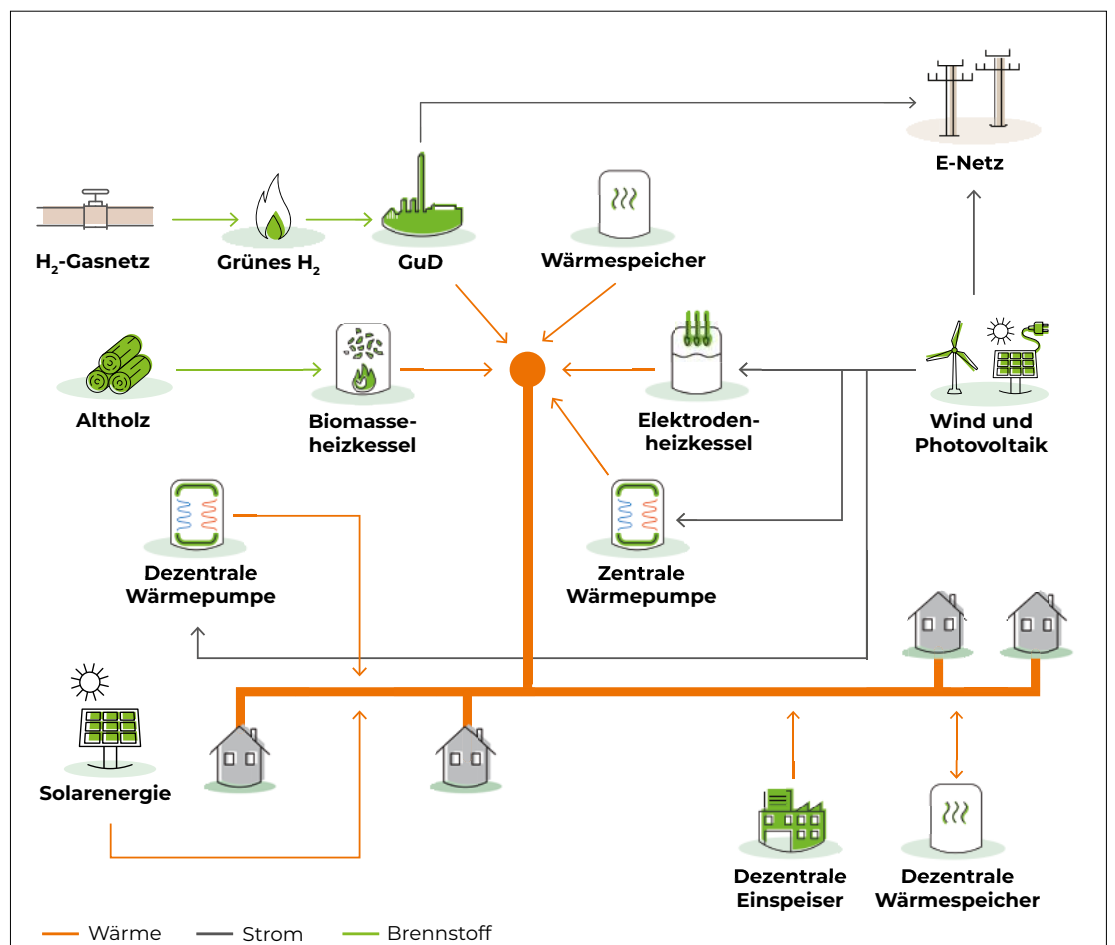 E-Netz
H₂-Gasnetz
Grünes H₂
GuD
Wärmespeicher
Altholz
Biomasse-
heizkessel
Elektroden-
heizkessel
Wind und
Photovoltaik
Dezentrale
Wärmepumpe
Zentrale
Wärmepumpe
Solarenergie
Dezentrale
Einspeiser
Dezentrale
Wärmespeicher
Wärme
Strom
Brennstoff